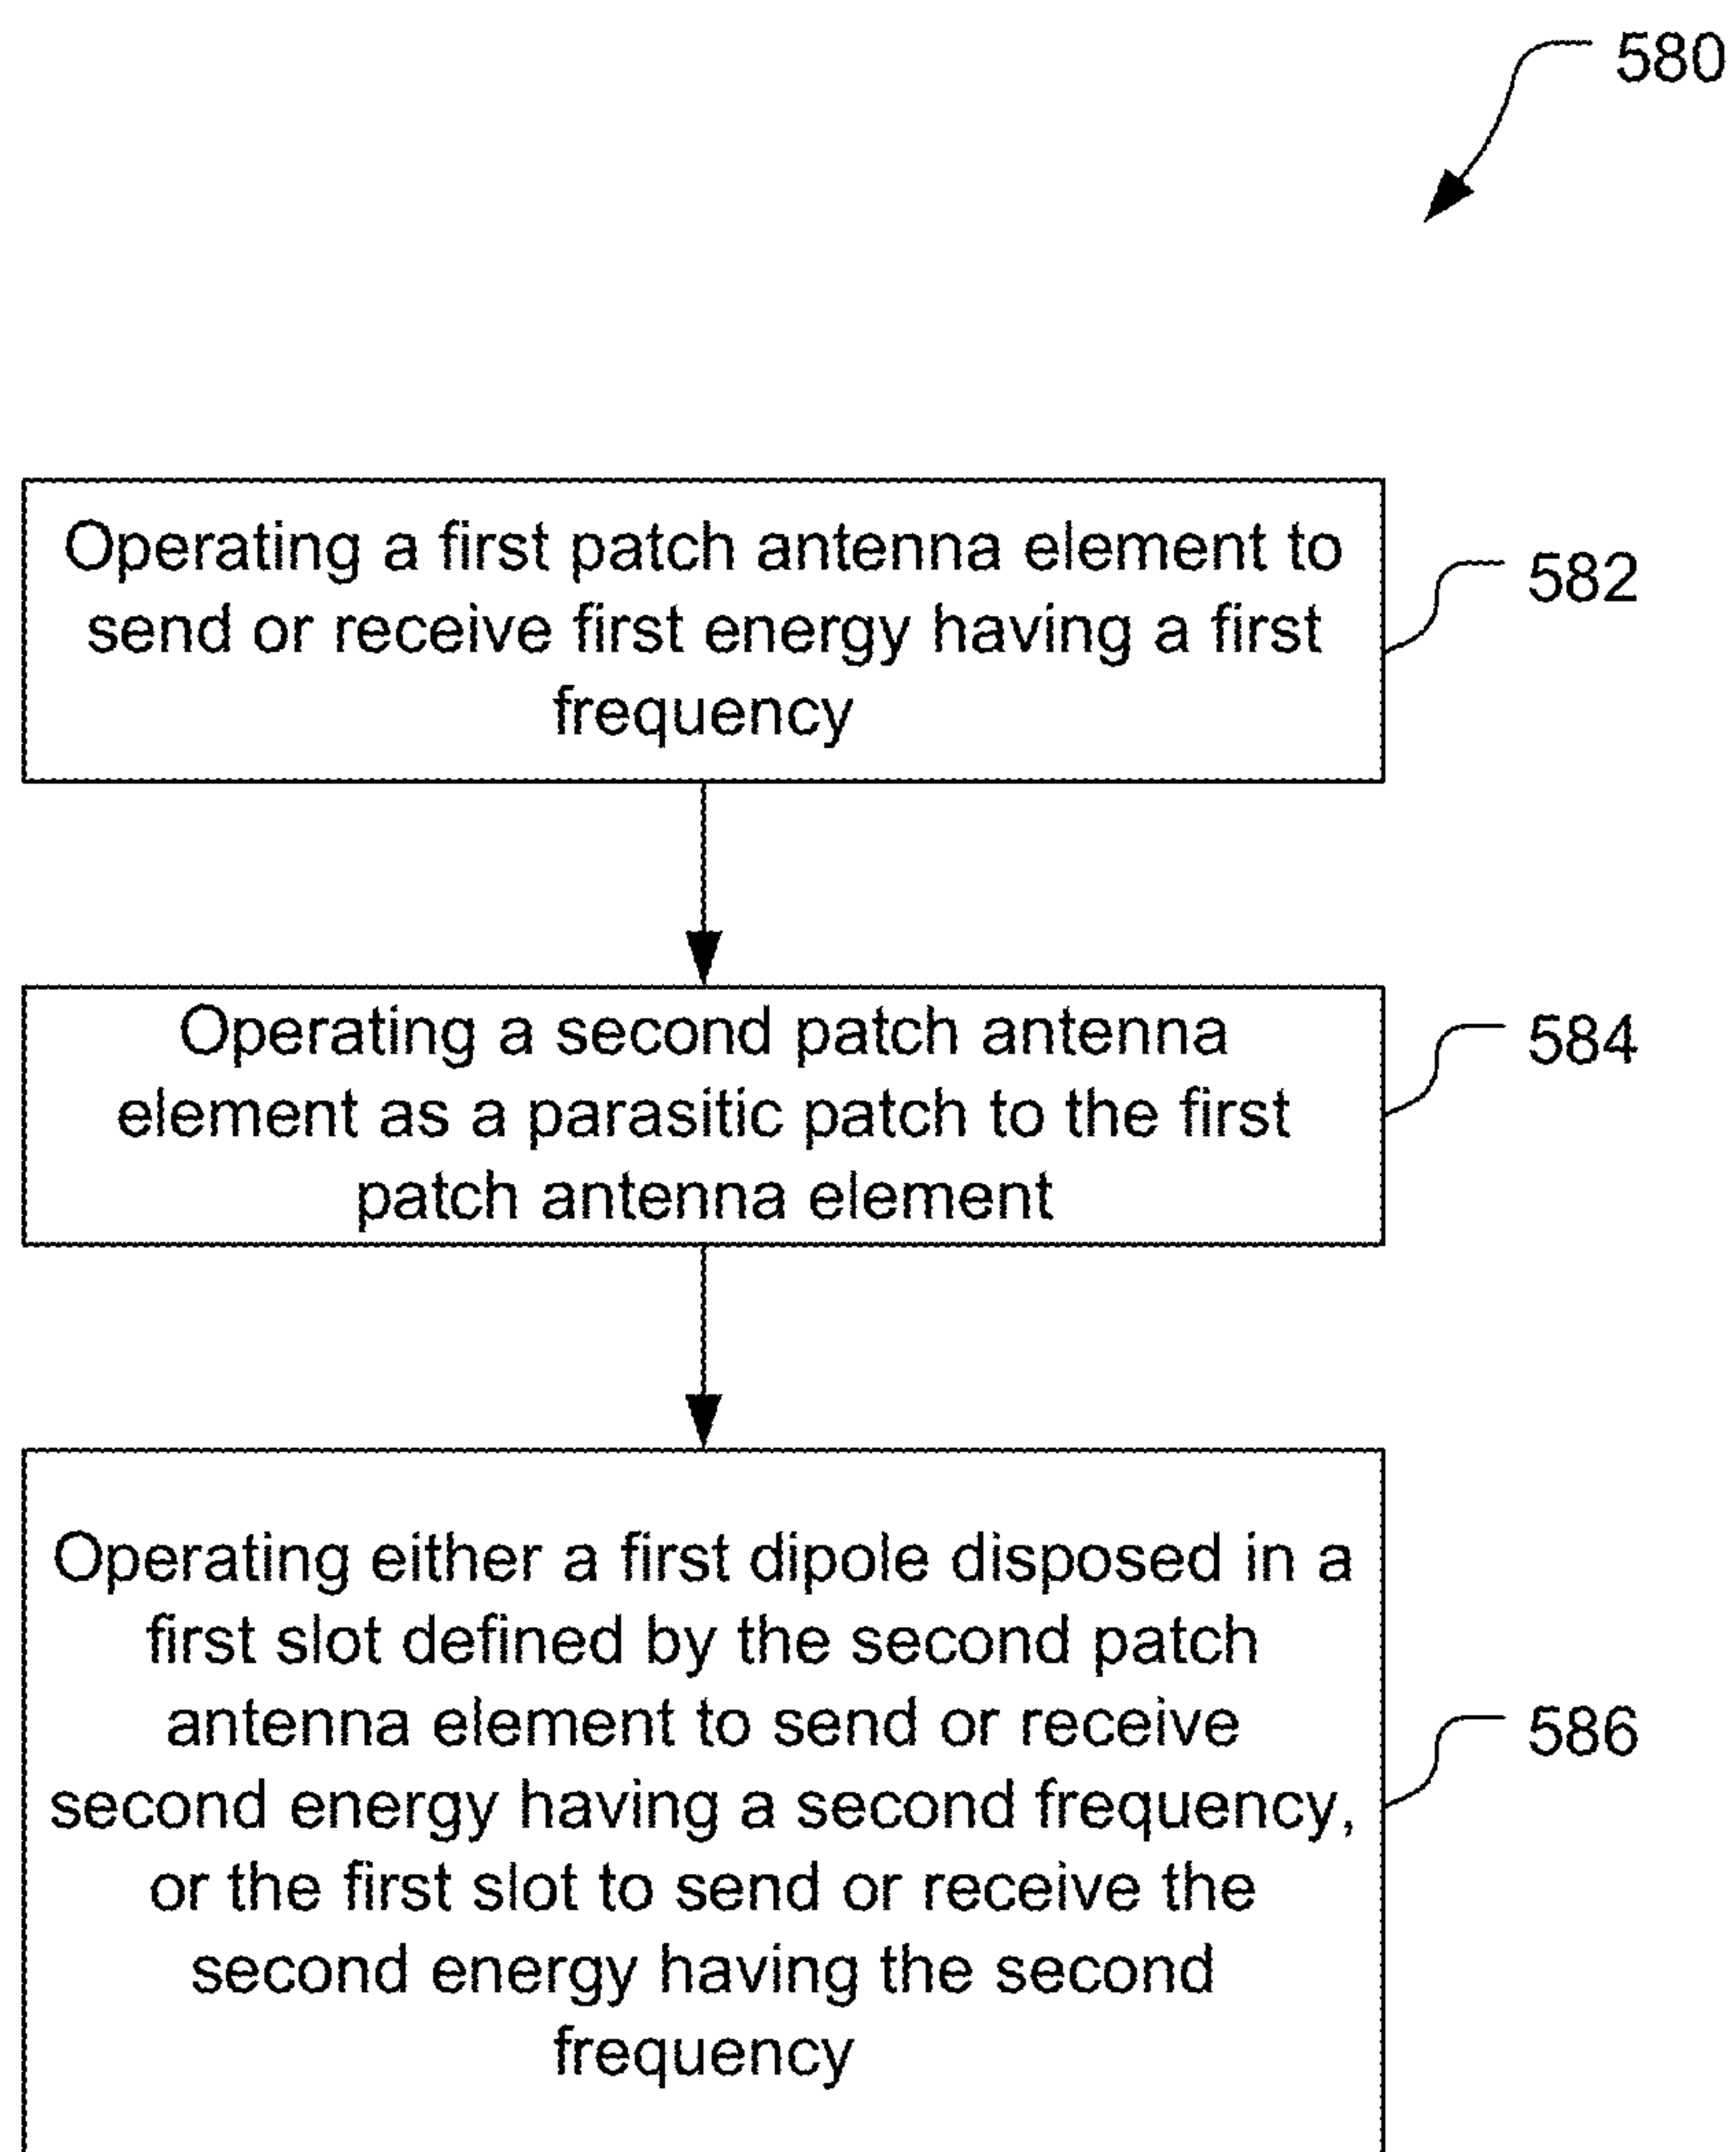 580
Operating a first patch antenna element to
send or receive first energy having a first
frequency
582
Operating a second patch antenna
element as a parasitic patch to the first
patch antenna element
584
Operating either a first dipole disposed in a
first slot defined by the second patch
antenna element to send or receive
second energy having a second frequency,
or the first slot to send or receive the
second energy having the second
frequency
586